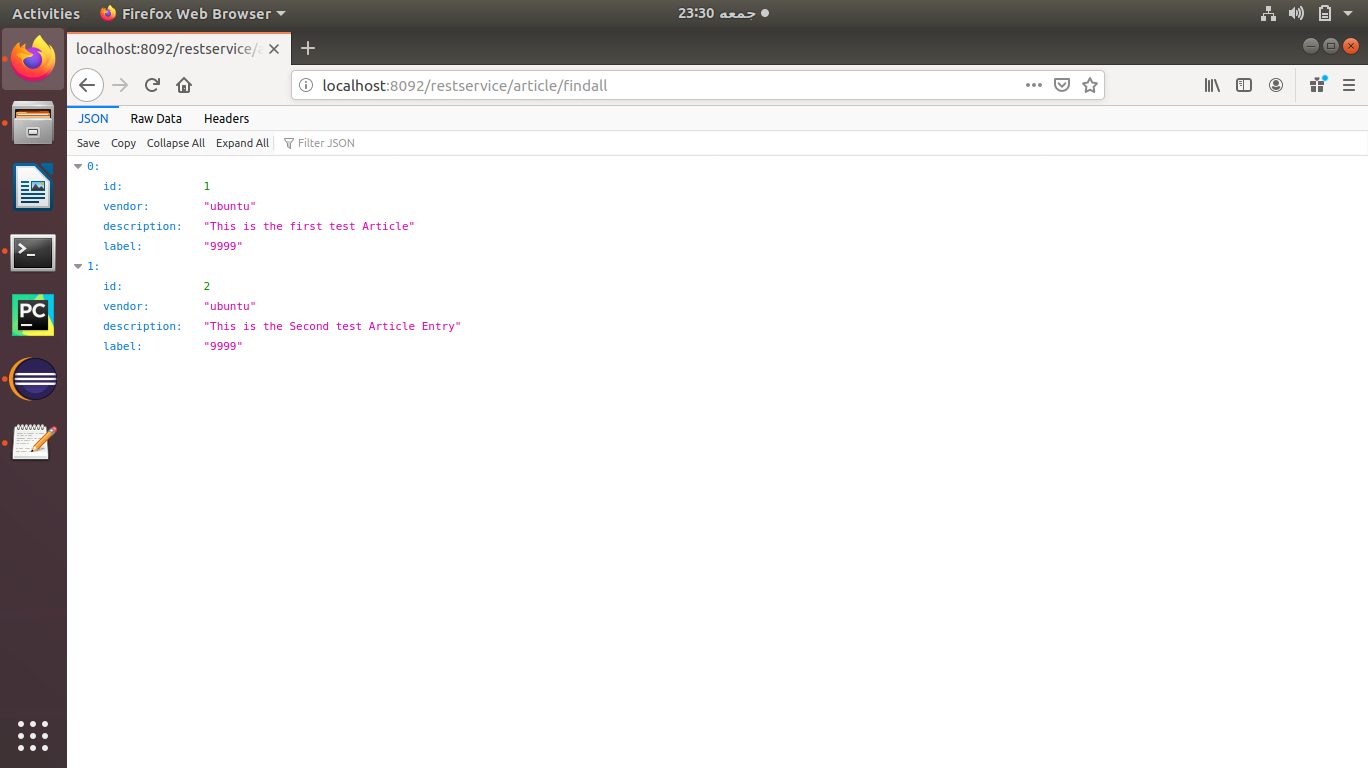 Activities Firefox Web Browser جمعه 23:30
localhost:8092/restservice/a
localhost:8092/restservice/article/findall
JSON Raw Data Headers
Save Copy Collapse All Expand All Filter JSON
0:
id: 1
vendor: "ubuntu"
description: "This is the first test Article"
label: "9999"
1:
id: 2
vendor: "ubuntu"
description: "This is the Second test Article Entry"
label: "9999"
PC